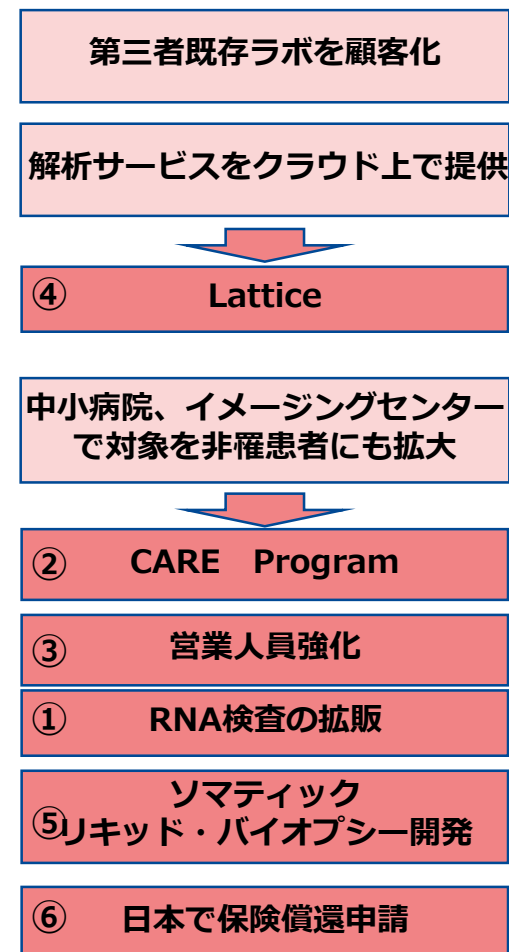 第三者既存ラボを顧客化
解析サービスをクラウド上で提供
④ Lattice
中小病院、イメージングセンター
で対象を非罹患者にも拡大
② CARE　Program
③ 営業人員強化
① RNA検査の拡販
ソマティック
⑤リキッド・バイオプシー開発
⑥ 日本で保険償還申請